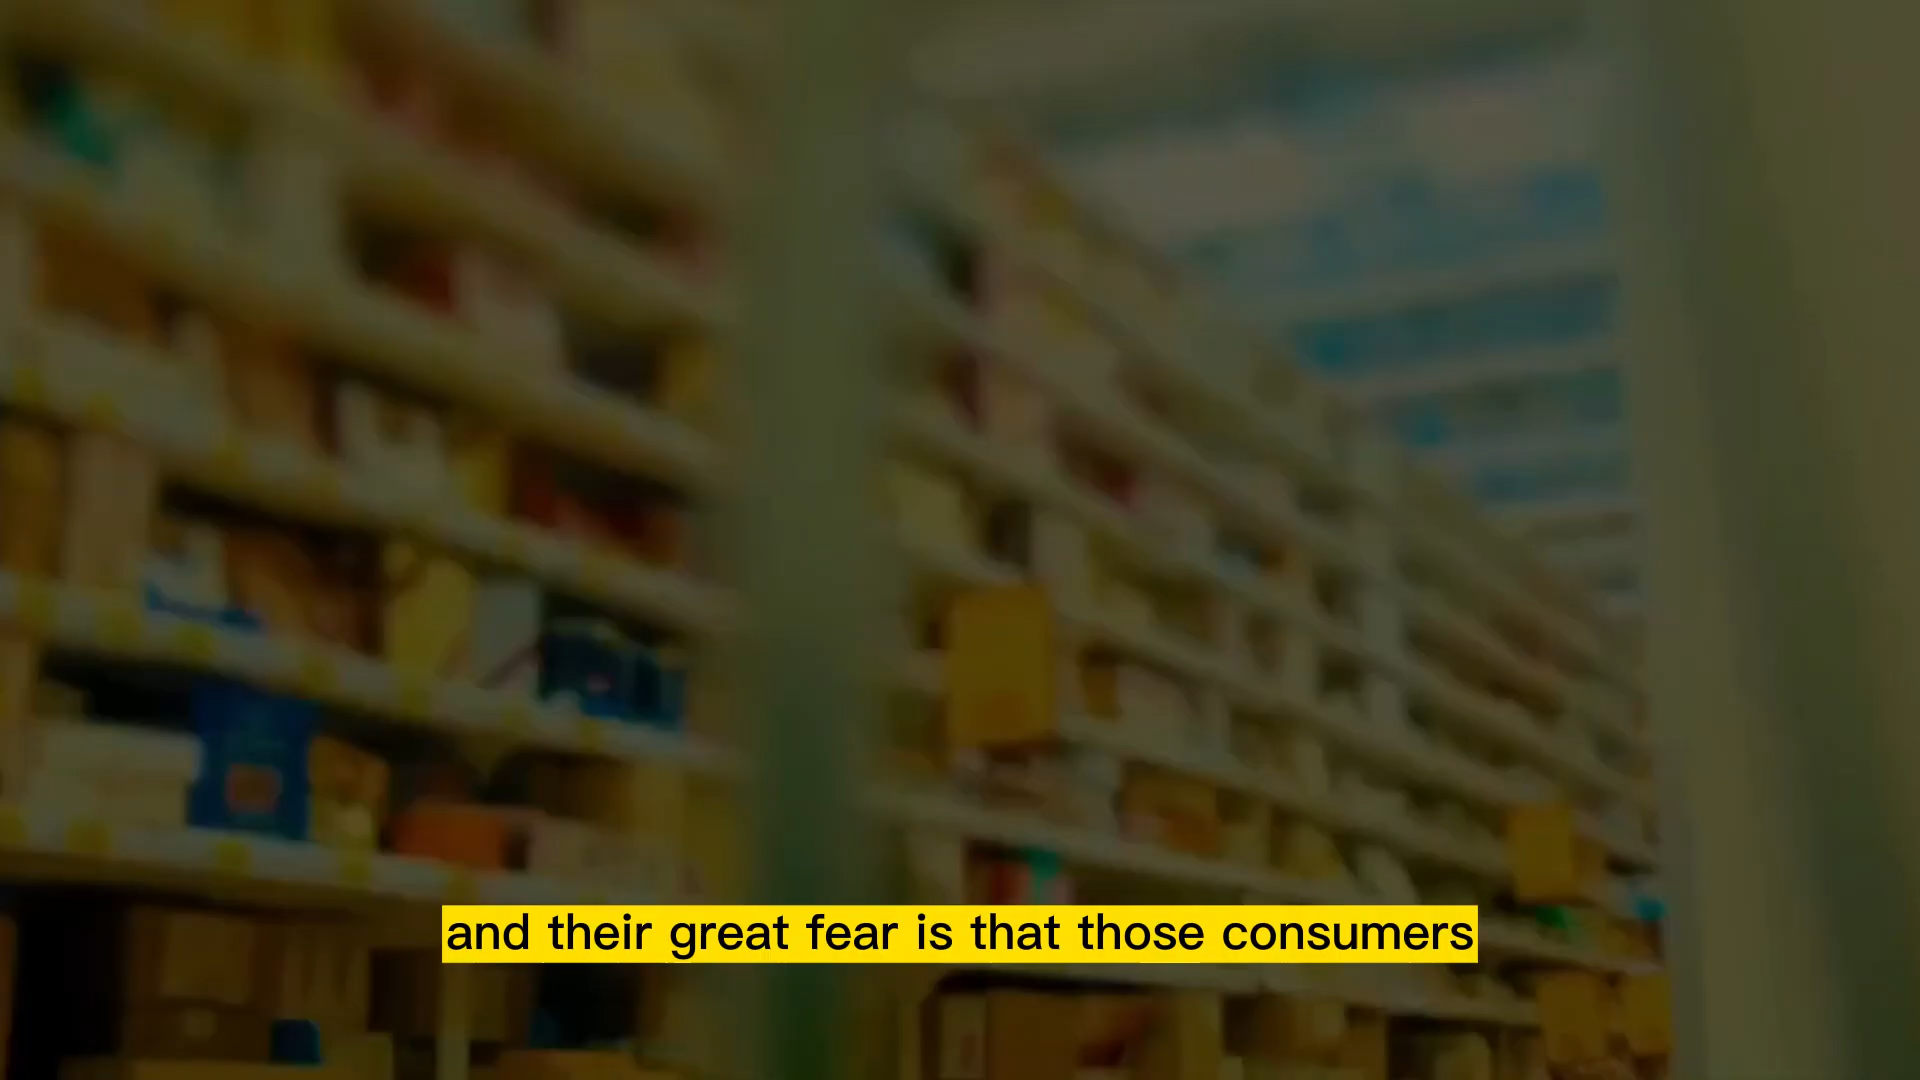 and their great fear is that those consumers